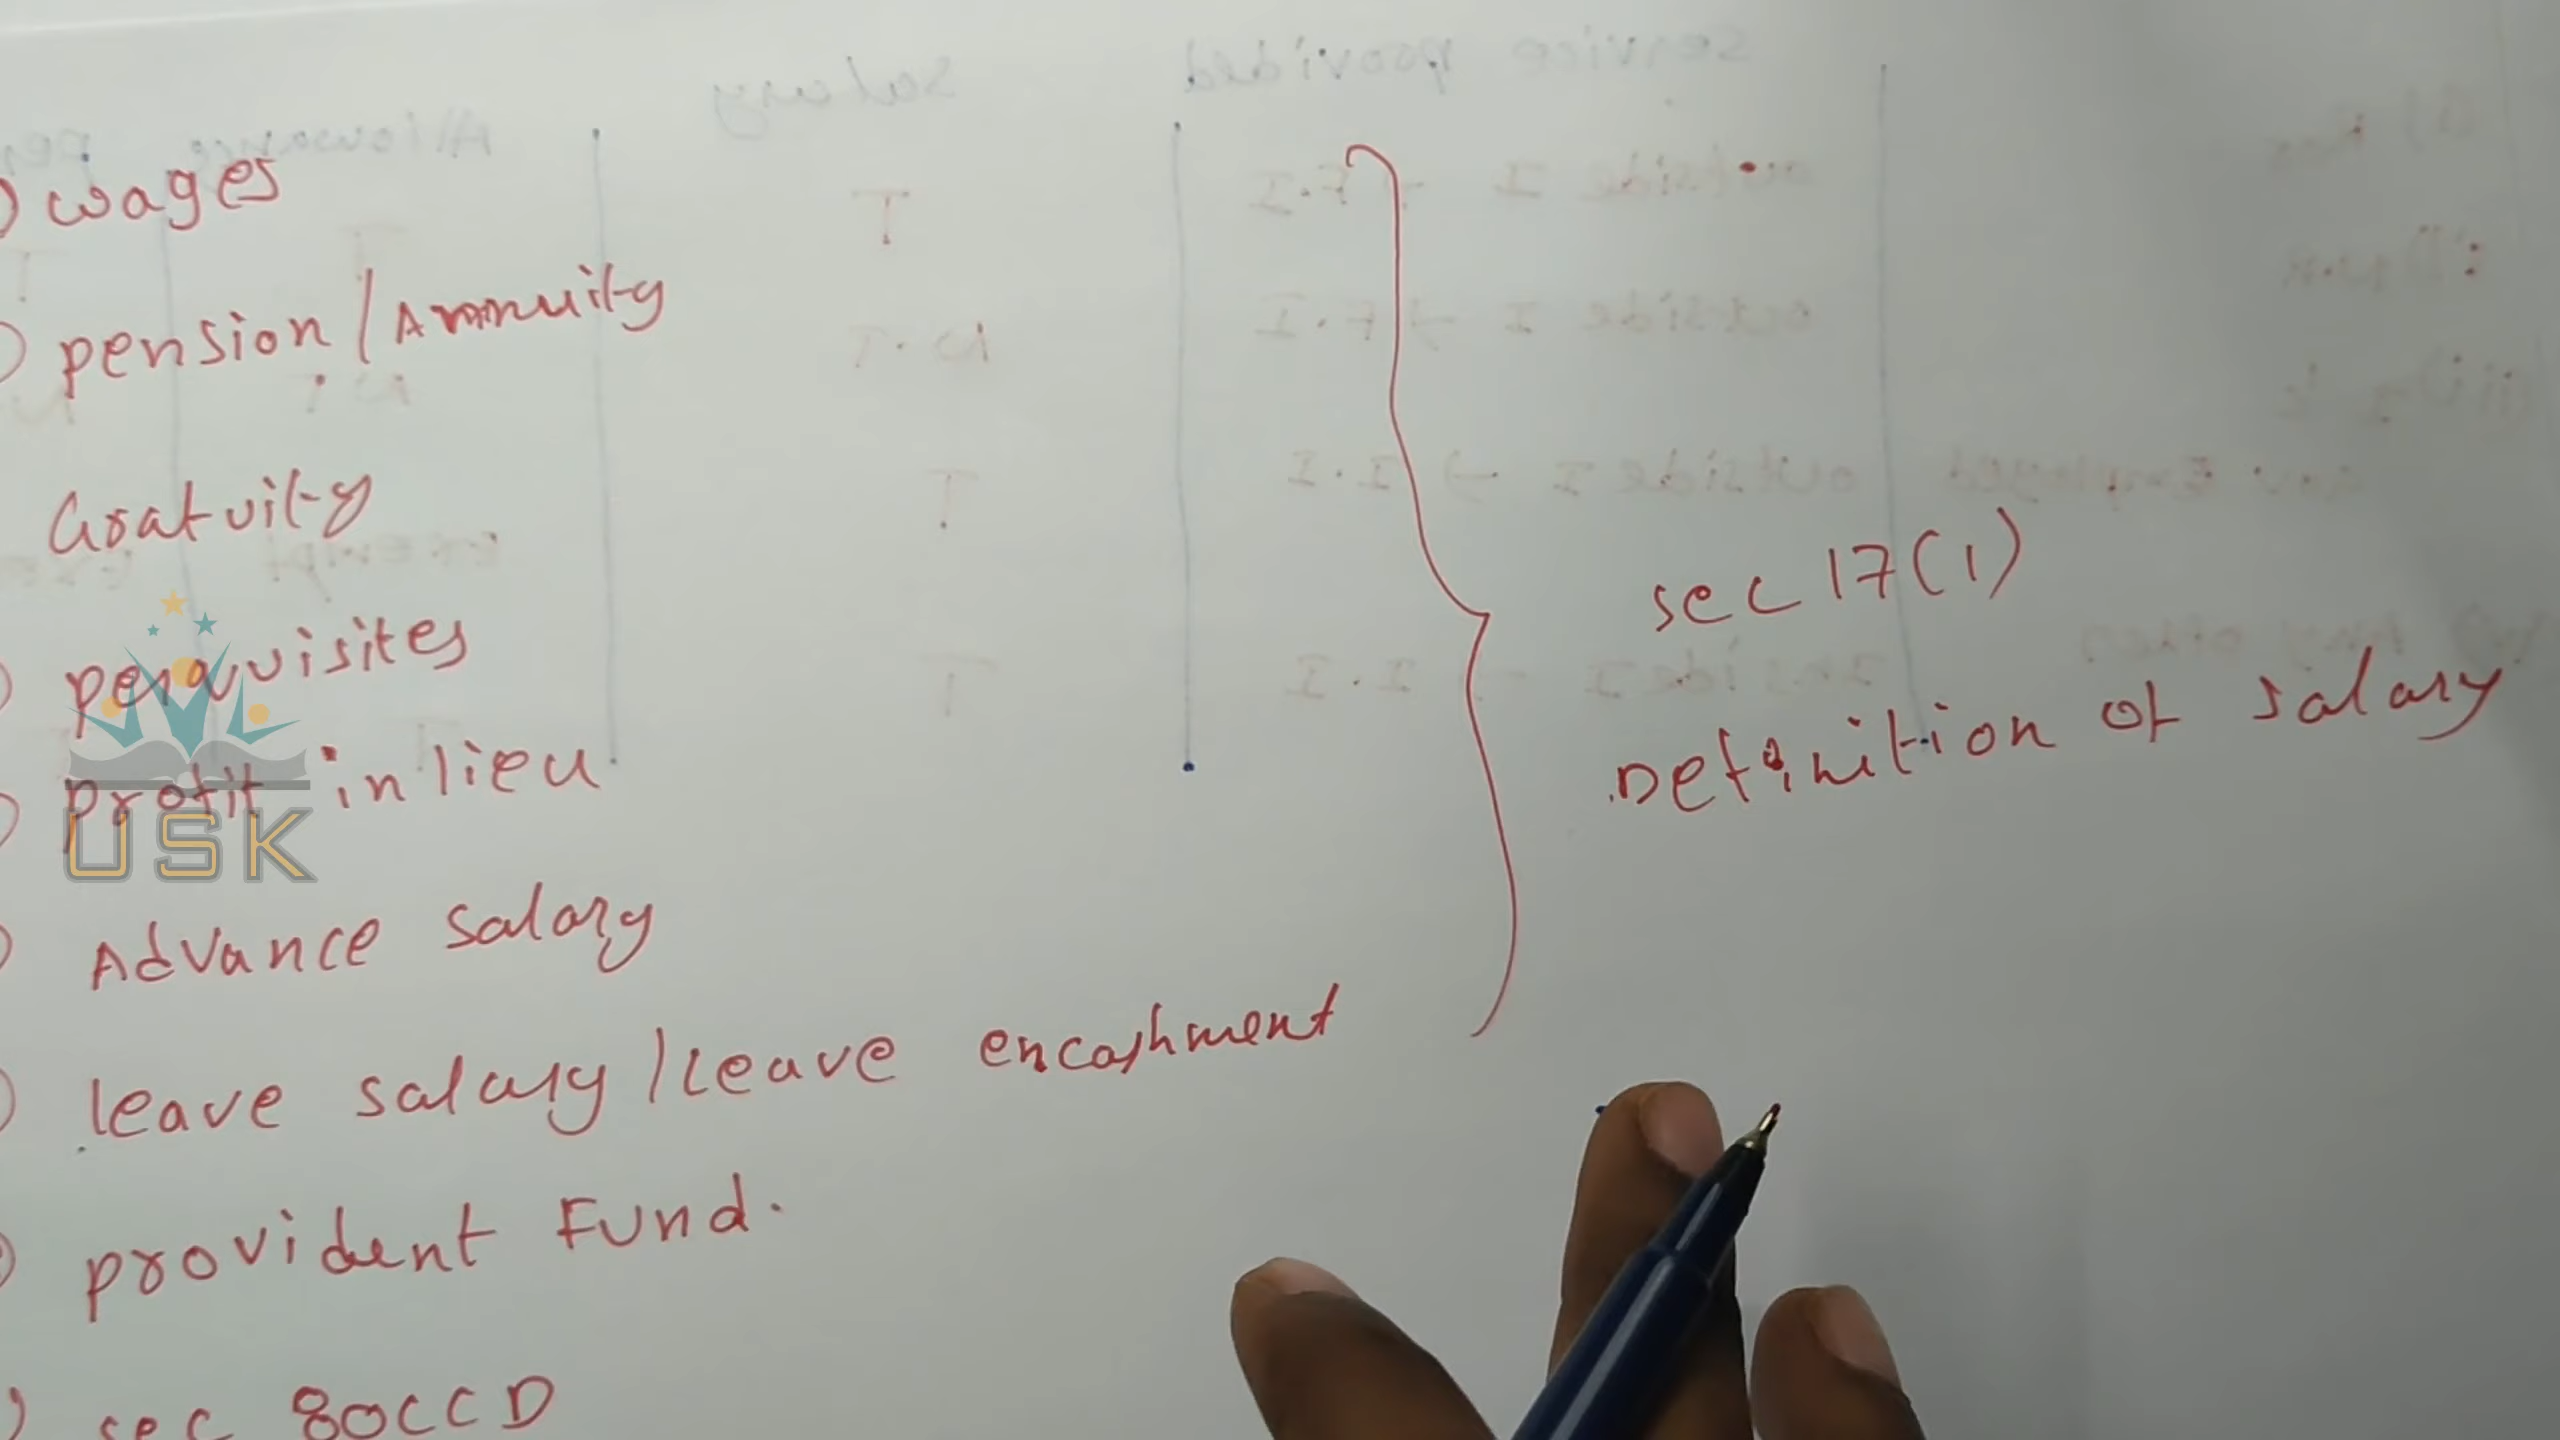 ) wages
) pension/Annuity
Gratuity
) perquisites
) profit in lieu
) Advance salary
) leave salary/Leave encashment
) provident Fund.
) sec 80CCD
sec 17(1)
Definition of salary
USK